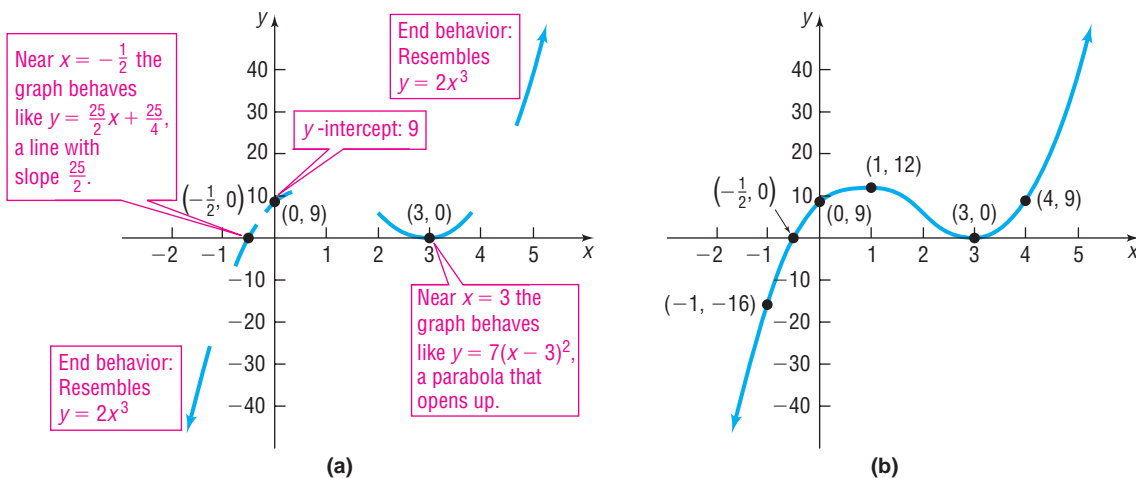 y
End behavior:
Resembles
y = 2x³
Near x = −1/2 the
graph behaves
like y = 25/2 x + 25/4,
a line with
slope 25/2.
y-intercept: 9
40
30
20
10
−10
−20
−30
−40
(−1/2, 0)
(0, 9)
(3, 0)
−2
−1
1
2
3
4
5
x
Near x = 3 the
graph behaves
like y = 7(x − 3)²,
a parabola that
opens up.
End behavior:
Resembles
y = 2x³
(a)
y
40
30
20
10
−10
−20
−30
−40
(1, 12)
(−1/2, 0)
(0, 9)
(3, 0)
(4, 9)
−2
−1
1
2
3
4
5
x
(−1, −16)
(b)